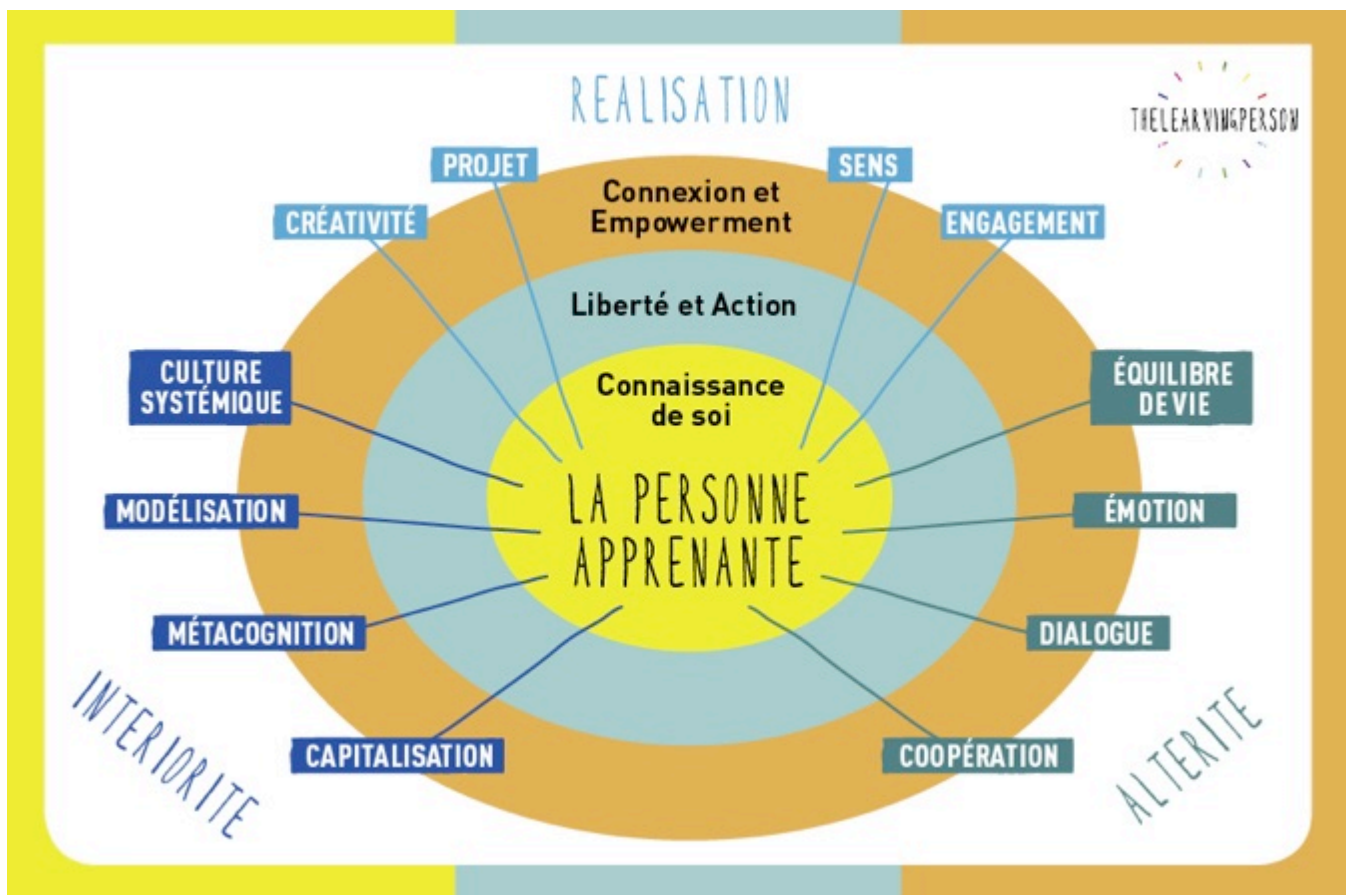 REALISATION
THELEARNINGPERSON
PROJET
SENS
CRÉATIVITÉ
ENGAGEMENT
Connexion et
Empowerment
Liberté et Action
CULTURE
SYSTÉMIQUE
ÉQUILIBRE
DE VIE
Connaissance
de soi
LA PERSONNE
APPRENANTE
MODÉLISATION
ÉMOTION
MÉTACOGNITION
DIALOGUE
CAPITALISATION
COOPÉRATION
INTERIORITE
ALTERITE